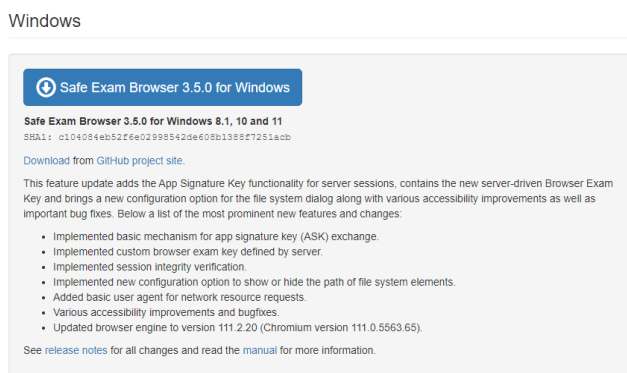 Windows
Safe Exam Browser 3.5.0 for Windows
Safe Exam Browser 3.5.0 for Windows 8.1, 10 and 11
SHA1: c104084eb52f6e02998542de608b1388f7251acb
Download from GitHub project site.
This feature update adds the App Signature Key functionality for server sessions, contains the new server-driven Browser Exam
Key and brings a new configuration option for the file system dialog along with various accessibility improvements as well as
important bug fixes. Below a list of the most prominent new features and changes:
• Implemented basic mechanism for app signature key (ASK) exchange.
• Implemented custom browser exam key defined by server.
• Implemented session integrity verification.
• Implemented new configuration option to show or hide the path of file system elements.
• Added basic user agent for network resource requests.
• Various accessibility improvements and bugfixes.
• Updated browser engine to version 111.2.20 (Chromium version 111.0.5563.65).
See release notes for all changes and read the manual for more information.